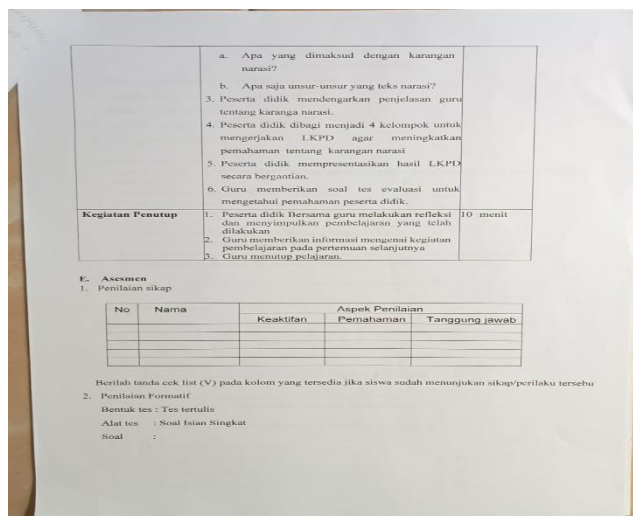 a. Apa yang dimaksud dengan karangan
narasi?
b. Apa saja unsur-unsur yang teks narasi?
3. Peserta didik mendengarkan penjelasan guru
tentang karanga narasi.
4. Peserta didik dibagi menjadi 4 kelompok untuk
mengerjakan LKPD agar meningkatkan
pemahaman tentang karangan narasi
5. Peserta didik mempresentasikan hasil LKPD
secara bergantian.
6. Guru memberikan soal tes evaluasi untuk
mengetahui pemahaman peserta didik.
Kegiatan Penutup
1. Peserta didik Bersama guru melakukan refleksi
dan menyimpulkan pembelajaran yang telah
dilakukan
2. Guru memberikan informasi mengenai kegiatan
pembelajaran pada pertemuan selanjutnya
3. Guru menutup pelajaran.
10 menit
E. Asesmen
1. Penilaian sikap
No Nama Aspek Penilaian
Keaktifan Pemahaman Tanggung jawab
Berilah tanda cek list (V) pada kolom yang tersedia jika siswa sudah menunjukan sikap/perilaku tersebu
2. Penilaian Formatif
Bentuk tes : Tes tertulis
Alat tes : Soal Isian Singkat
Soal :